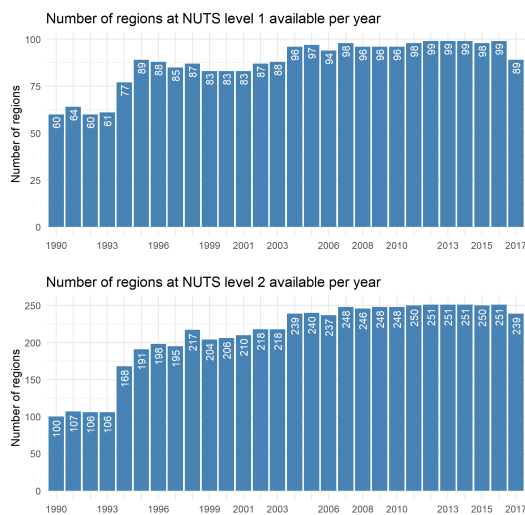 Number of regions at NUTS level 1 available per year
Number of regions
100
75
50
25
0
60 64 60 61 77 89 88 85 87 83 83 83 87 88 96 97 94 98 96 96 96 98 99 99 99 98 99 89
1990 1993 1996 1999 2001 2003 2006 2008 2010 2013 2015 2017
Number of regions at NUTS level 2 available per year
Number of regions
250
200
150
100
50
0
100 107 106 106 168 191 198 195 217 204 206 210 218 218 239 240 237 248 246 248 248 250 251 251 251 250 251 239
1990 1993 1996 1999 2001 2003 2006 2008 2010 2013 2015 2017